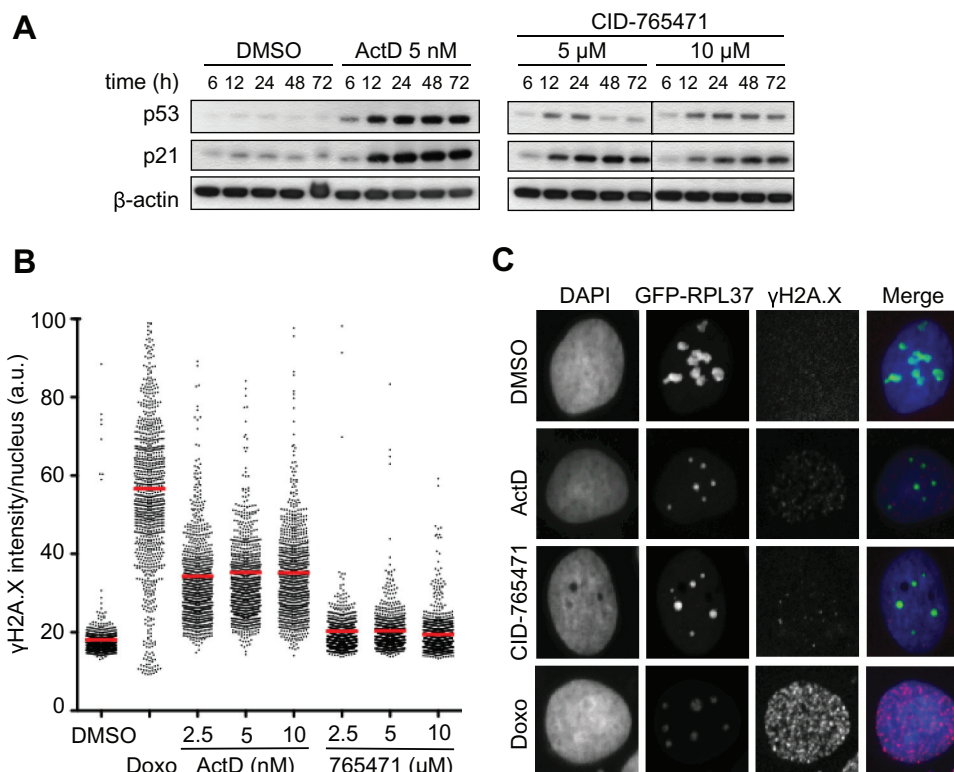 A
CID-765471
DMSO ActD 5 nM 5 µM 10 µM
time (h) 6 12 24 48 72 6 12 24 48 72 6 12 24 48 72 6 12 24 48 72
p53
p21
β-actin
B
γH2A.X intensity/nucleus (a.u.)
100
80
60
40
20
0
DMSO 2.5 5 10 2.5 5 10
Doxo ActD (nM) 765471 (µM)
C
DAPI GFP-RPL37 γH2A.X Merge
DMSO
ActD
CID-765471
Doxo